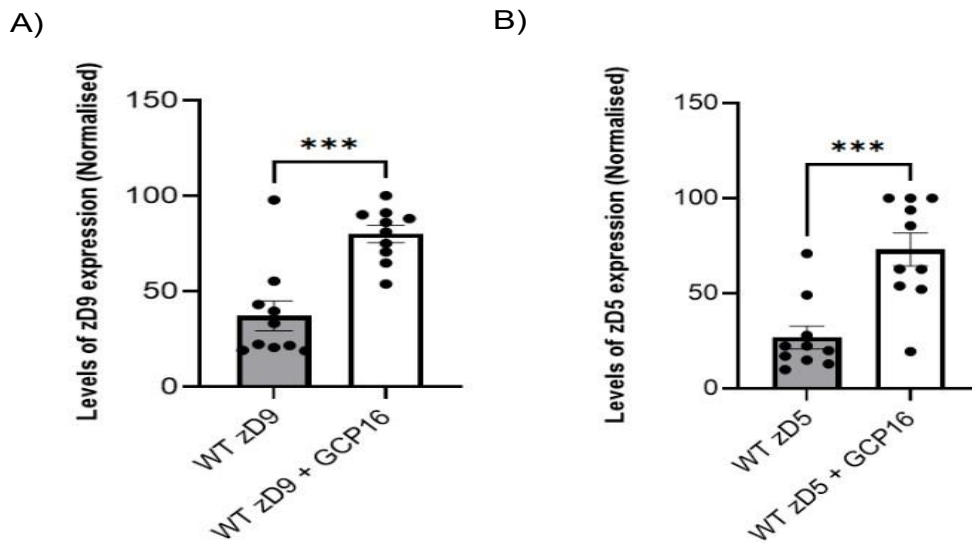 A)
Levels of zD9 expression (Normalised)
150
100
50
0
***
WT zD9
WT zD9 + GCP16
B)
Levels of zD5 expression (Normalised)
150
100
50
0
***
WT zD5
WT zD5 + GCP16